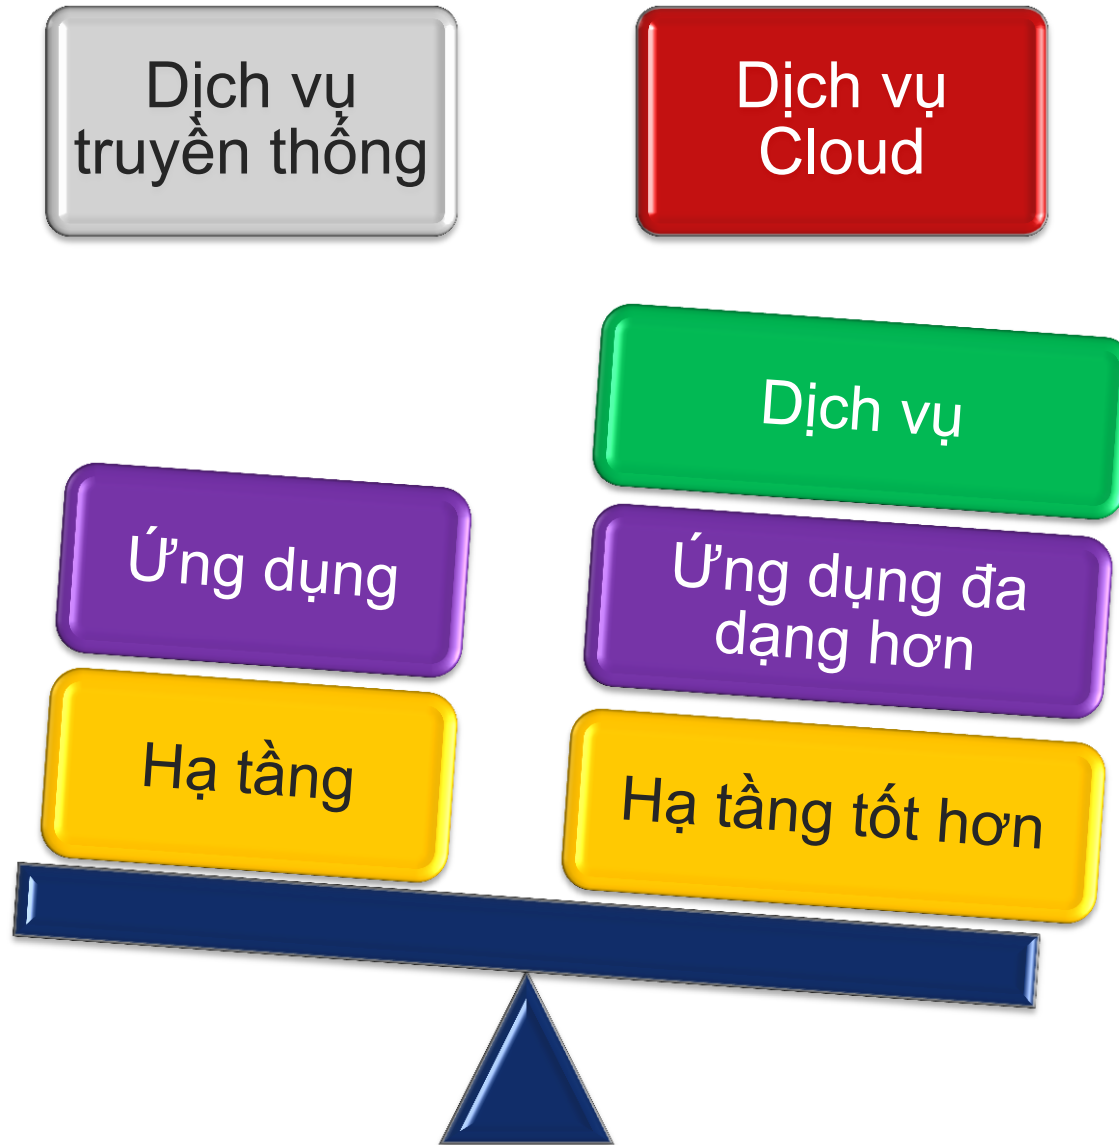 Dịch vụ
truyền thống
Dịch vụ
Cloud
Dịch vụ
Ứng dụng
Ứng dụng đa
dạng hơn
Hạ tầng
Hạ tầng tốt hơn